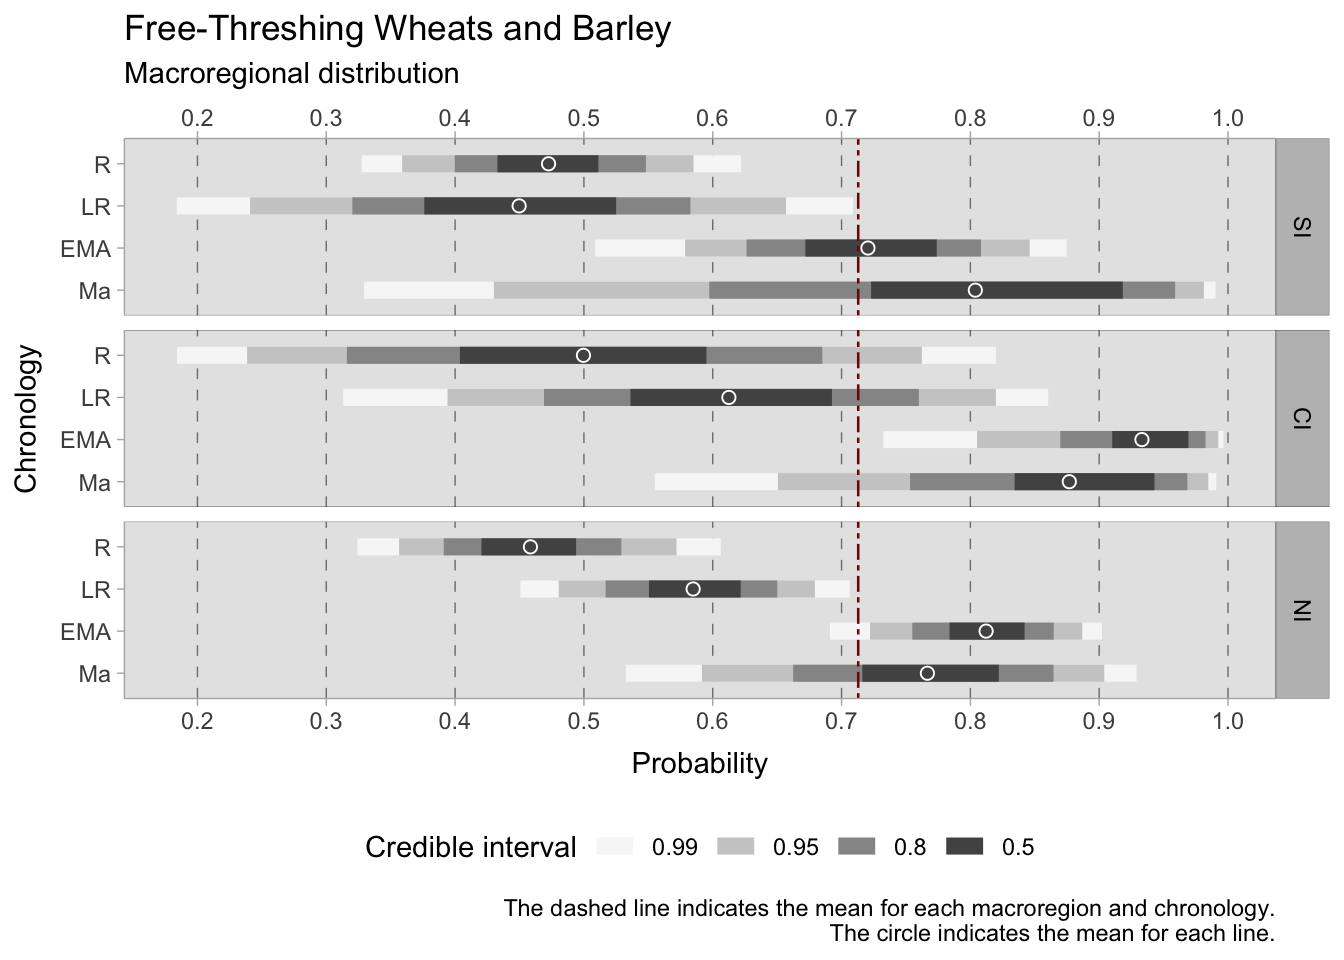 Free-Threshing Wheats and Barley
Macroregional distribution
0.2 0.3 0.4 0.5 0.6 0.7 0.8 0.9 1.0
R
LR
EMA
Ma
SI
R
LR
EMA
Ma
CI
R
LR
EMA
Ma
NI
Chronology
0.2 0.3 0.4 0.5 0.6 0.7 0.8 0.9 1.0
Probability
Credible interval 0.99 0.95 0.8 0.5
The dashed line indicates the mean for each macroregion and chronology.
The circle indicates the mean for each line.